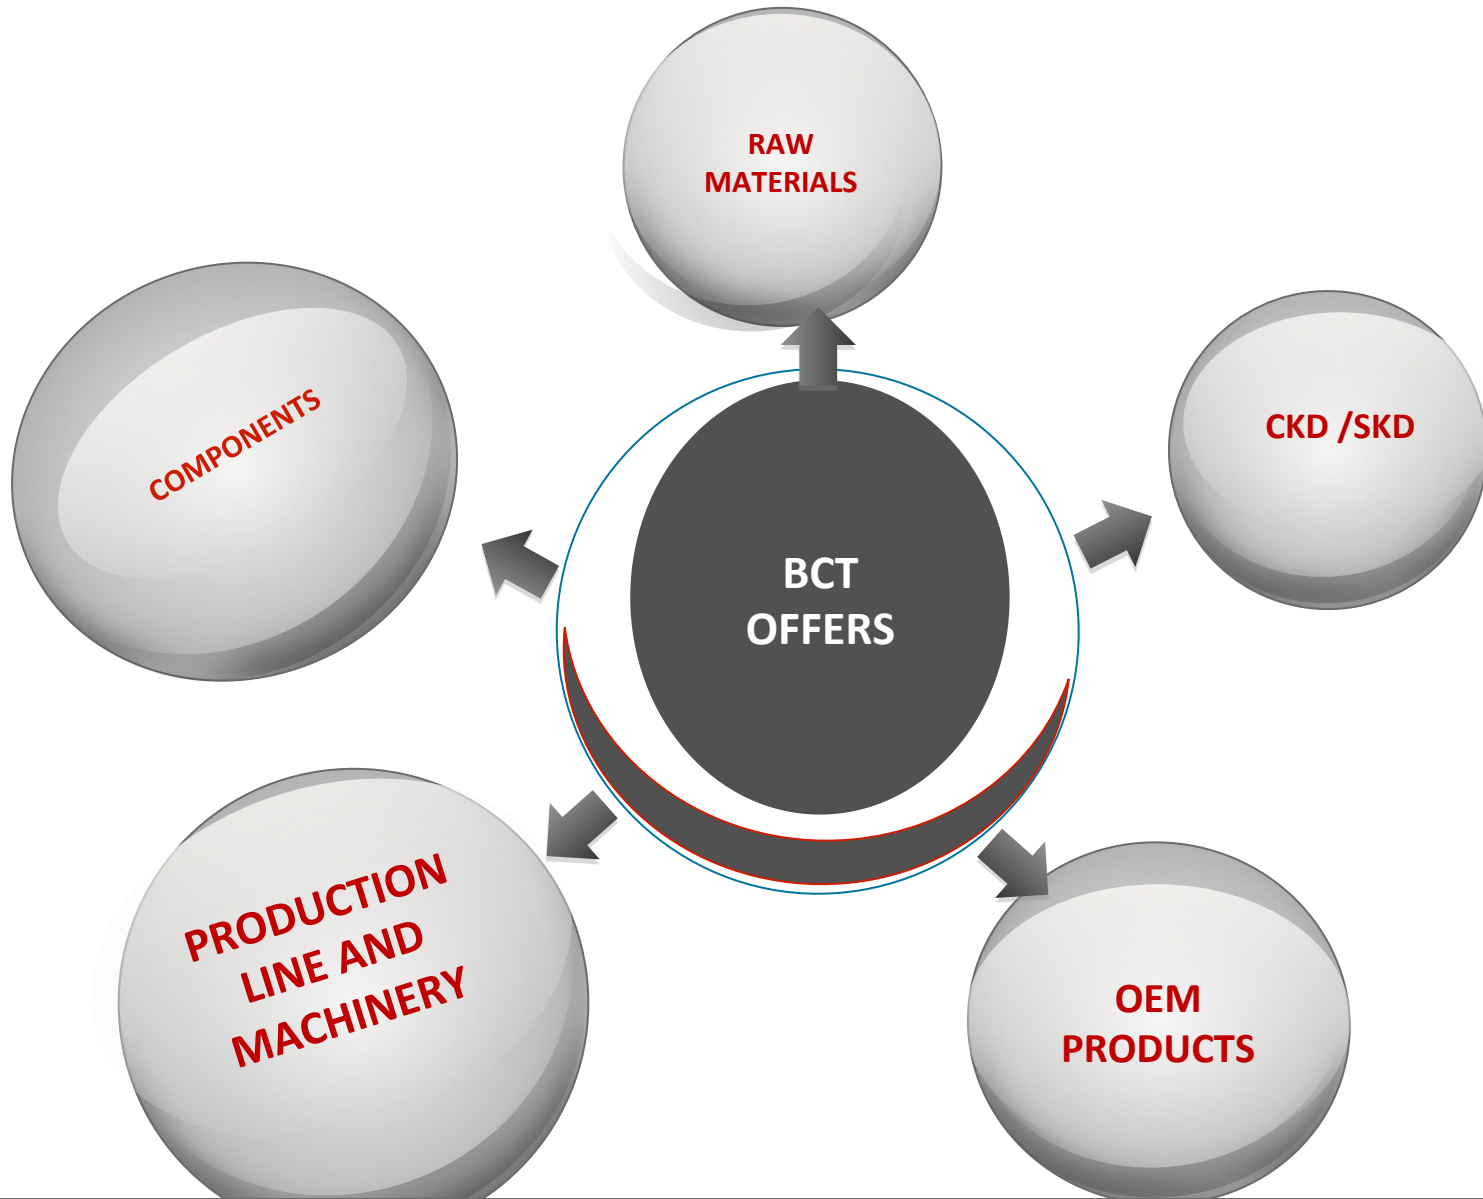 RAW
MATERIALS
COMPONENTS
CKD /SKD
BCT
OFFERS
PRODUCTION
LINE AND
MACHINERY
OEM
PRODUCTS